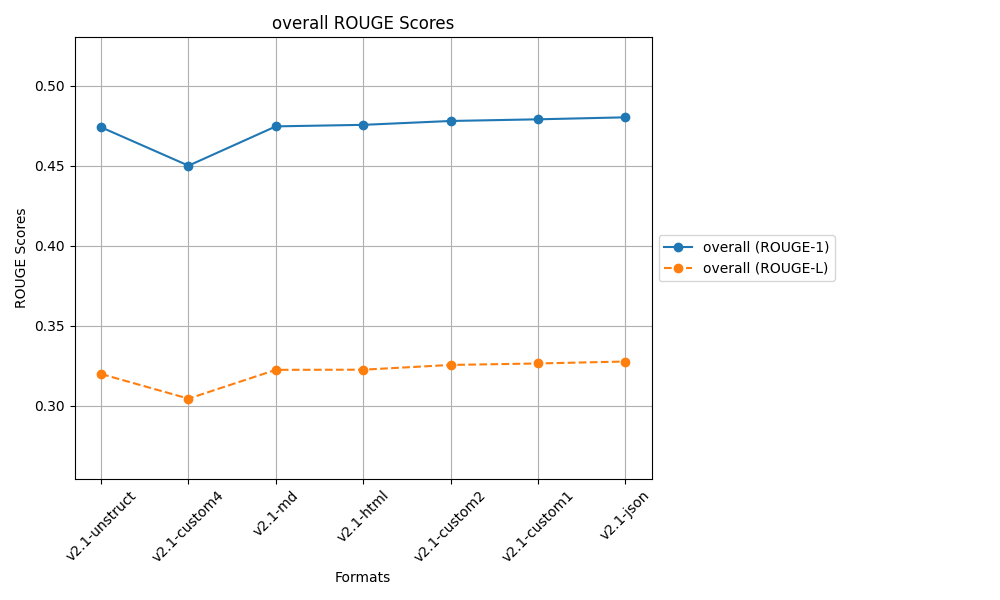 overall ROUGE Scores
ROUGE Scores
0.50
0.45
0.40
0.35
0.30
overall (ROUGE-1)
overall (ROUGE-L)
v2.1-unstruct
v2.1-custom4
v2.1-md
v2.1-html
v2.1-custom2
v2.1-custom1
v2.1-json
Formats